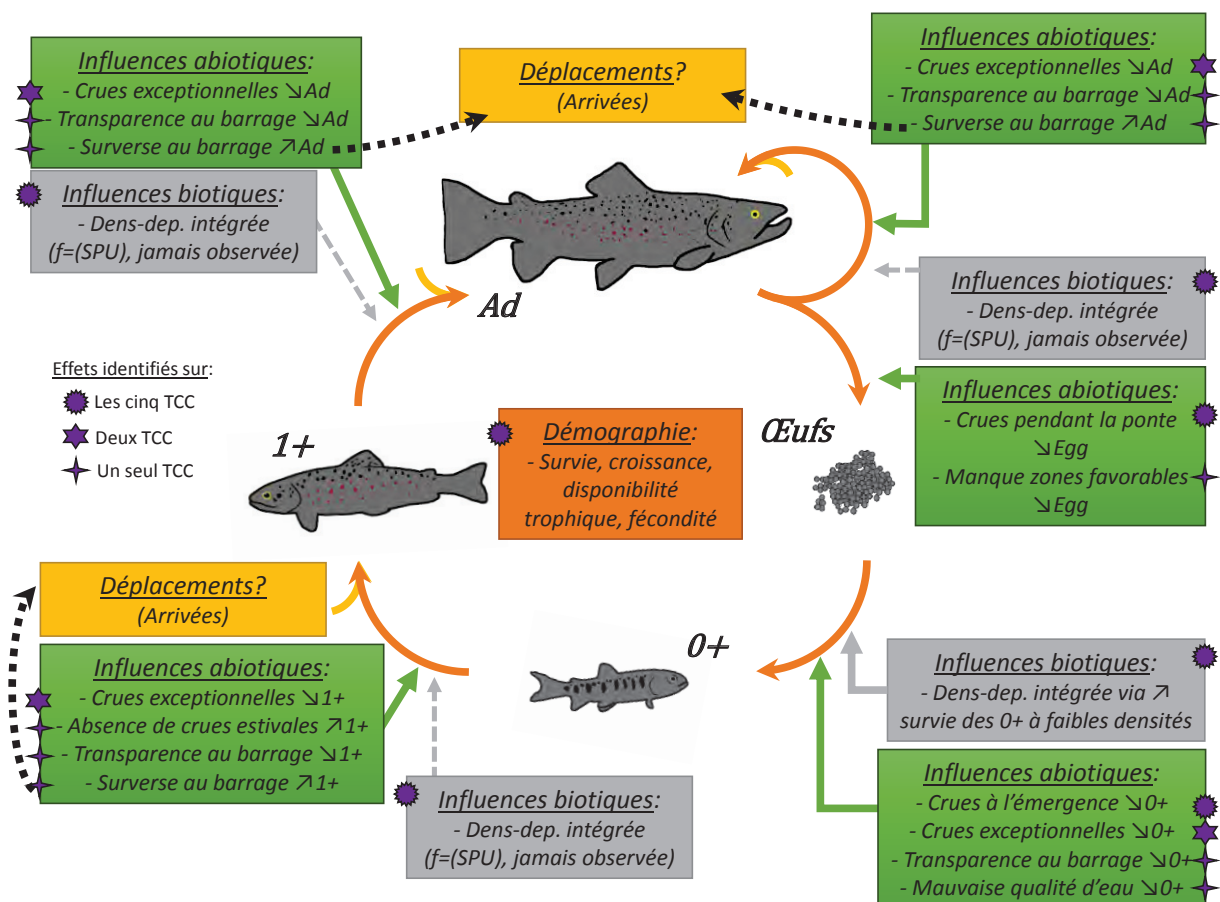 Influences abiotiques:
- Crues exceptionnelles ↘Ad
- Transparence au barrage ↘Ad
- Surverse au barrage ↗Ad
Déplacements?
(Arrivées)
Influences abiotiques:
- Crues exceptionnelles ↘Ad
- Transparence au barrage ↘Ad
- Surverse au barrage ↗Ad
Influences biotiques:
- Dens-dep. intégrée
(f=(SPU), jamais observée)
Ad
Influences biotiques:
- Dens-dep. intégrée
(f=(SPU), jamais observée)
Effets identifiés sur:
Les cinq TCC
Deux TCC
Un seul TCC
1+
Démographie:
- Survie, croissance,
disponibilité
trophique, fécondité
Œufs
Influences abiotiques:
- Crues pendant la ponte
↘Egg
- Manque zones favorables
↘Egg
Déplacements?
(Arrivées)
Influences abiotiques:
- Crues exceptionnelles ↘1+
- Absence de crues estivales ↗1+
- Transparence au barrage ↘1+
- Surverse au barrage ↗1+
0+
Influences biotiques:
- Dens-dep. intégrée
(f=(SPU), jamais observée)
Influences biotiques:
- Dens-dep. intégrée via ↗
survie des 0+ à faibles densités
Influences abiotiques:
- Crues à l'émergence ↘0+
- Crues exceptionnelles ↘0+
- Transparence au barrage ↘0+
- Mauvaise qualité d'eau ↘0+